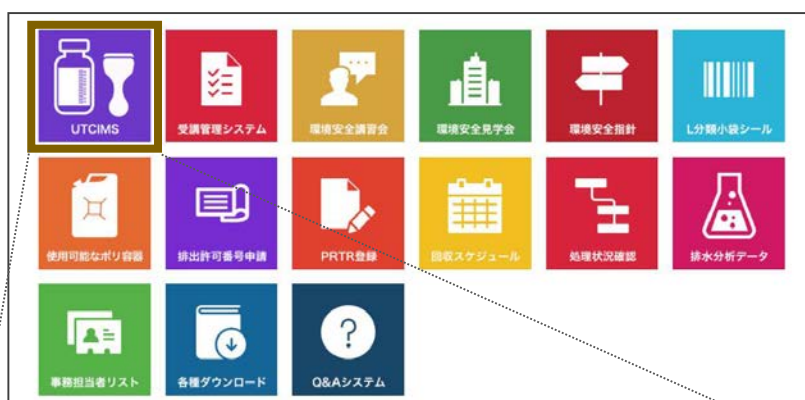 UTCIMS
受講管理システム
環境安全講習会
環境安全見学会
環境安全指針
L分類小袋シール
使用可能なポリ容器
排出許可番号申請
PRTR登録
回収スケジュール
処理状況確認
排水分析データ
事務担当者リスト
各種ダウンロード
?
Q&Aシステム